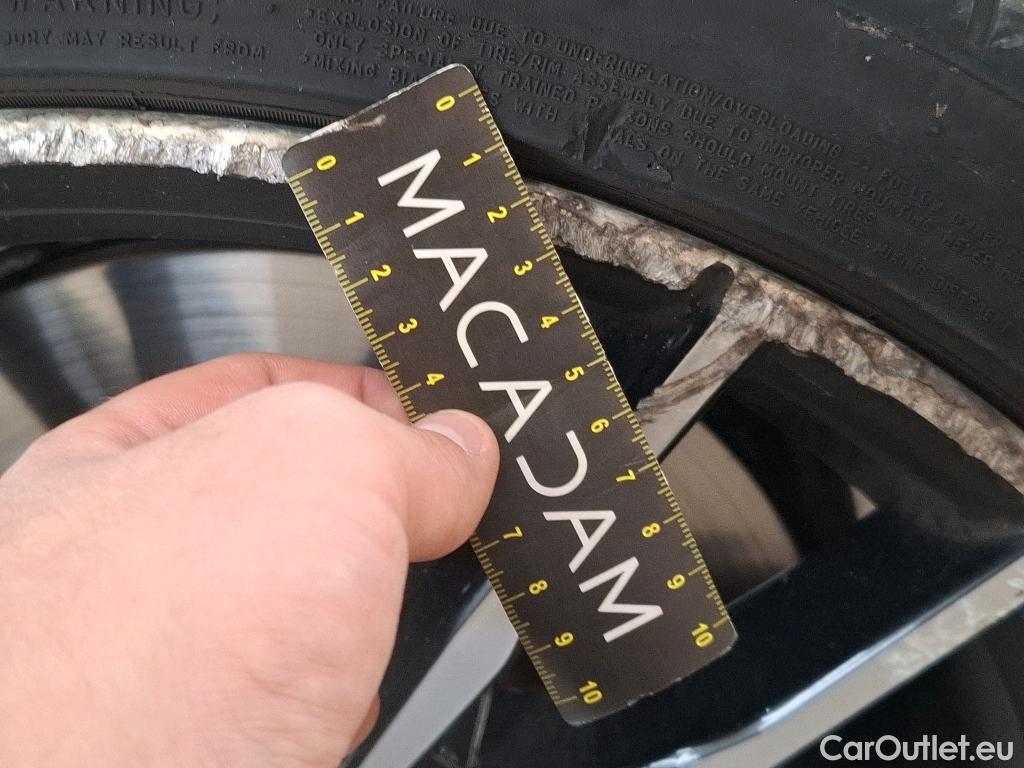 WARNING,
JURY MAY RESULT FROM
FAILURE DUE TO UNDERINFLATION/OVERLOADING
EXPLOSION OF TIRE/RIM ASSEMBLY DUE TO IMPROPER MOUNTING
ONLY SPECIALLY TRAINED PERSONS SHOULD MOUNT TIRES
MIXING
WITH
ON THE SAME VEHICLE
DIFFERENT
0 1 2 3 4 5 6 7 8 9 10
MACADAM
0 1 2 3 4 7 8 9 10
CarOutlet.eu